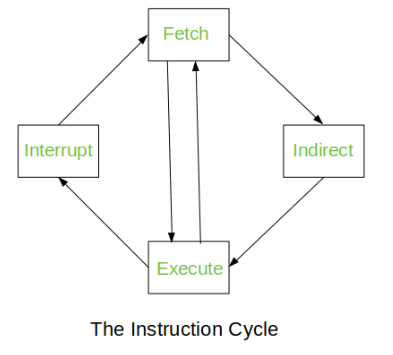 Fetch
Interrupt
Indirect
Execute
The Instruction Cycle